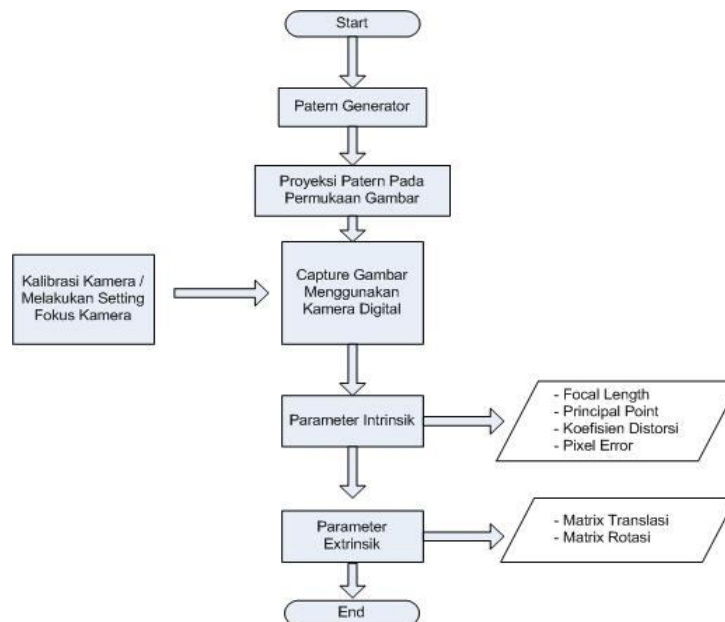 Start
Patern Generator
Proyeksi Patern Pada
Permukaan Gambar
Kalibrasi Kamera /
Melakukan Setting
Fokus Kamera
Capture Gambar
Menggunakan
Kamera Digital
Parameter Intrinsik
- Focal Length
- Principal Point
- Koefisien Distorsi
- Pixel Error
Parameter
Extrinsik
- Matrix Translasi
- Matrix Rotasi
End